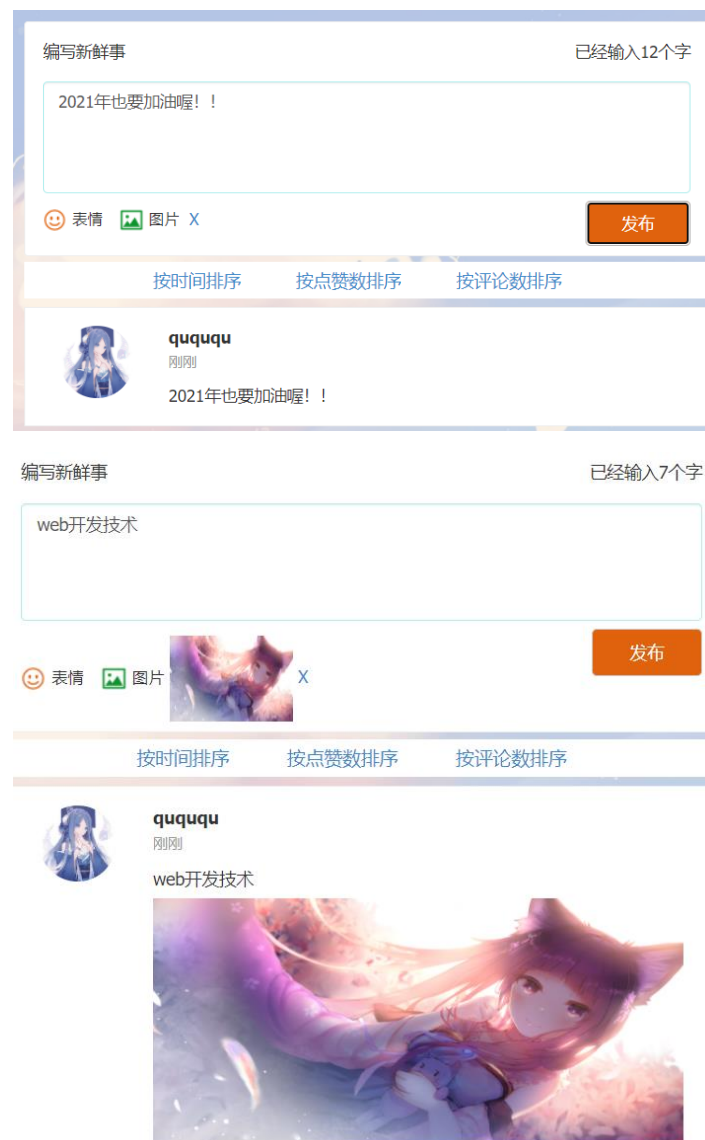 编写新鲜事 已经输入12个字
2021年也要加油喔！！
表情 图片 X 发布
按时间排序 按点赞数排序 按评论数排序
quququ
刚刚
2021年也要加油喔！！
编写新鲜事 已经输入7个字
web开发技术
表情 图片 X 发布
按时间排序 按点赞数排序 按评论数排序
quququ
刚刚
web开发技术